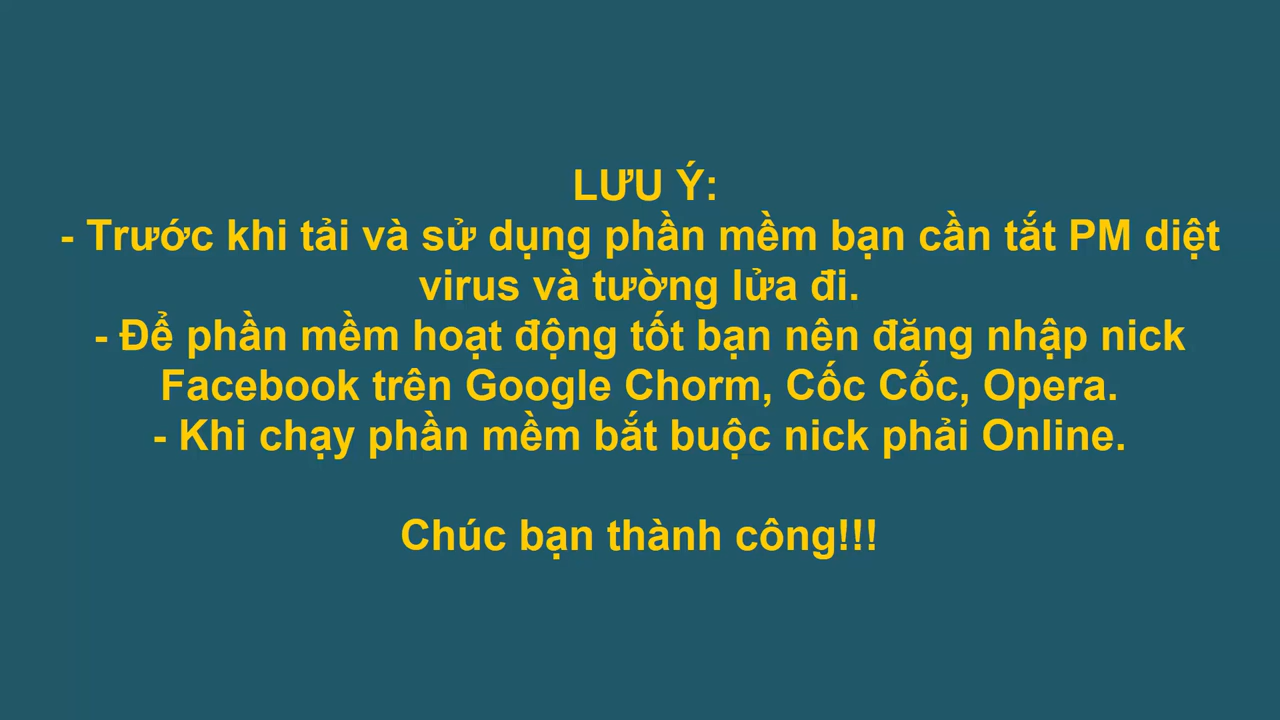 LƯU Ý:
- Trước khi tải và sử dụng phần mềm bạn cần tắt PM diệt
virus và tường lửa đi.
- Để phần mềm hoạt động tốt bạn nên đăng nhập nick
Facebook trên Google Chorm, Cốc Cốc, Opera.
- Khi chạy phần mềm bắt buộc nick phải Online.
Chúc bạn thành công!!!